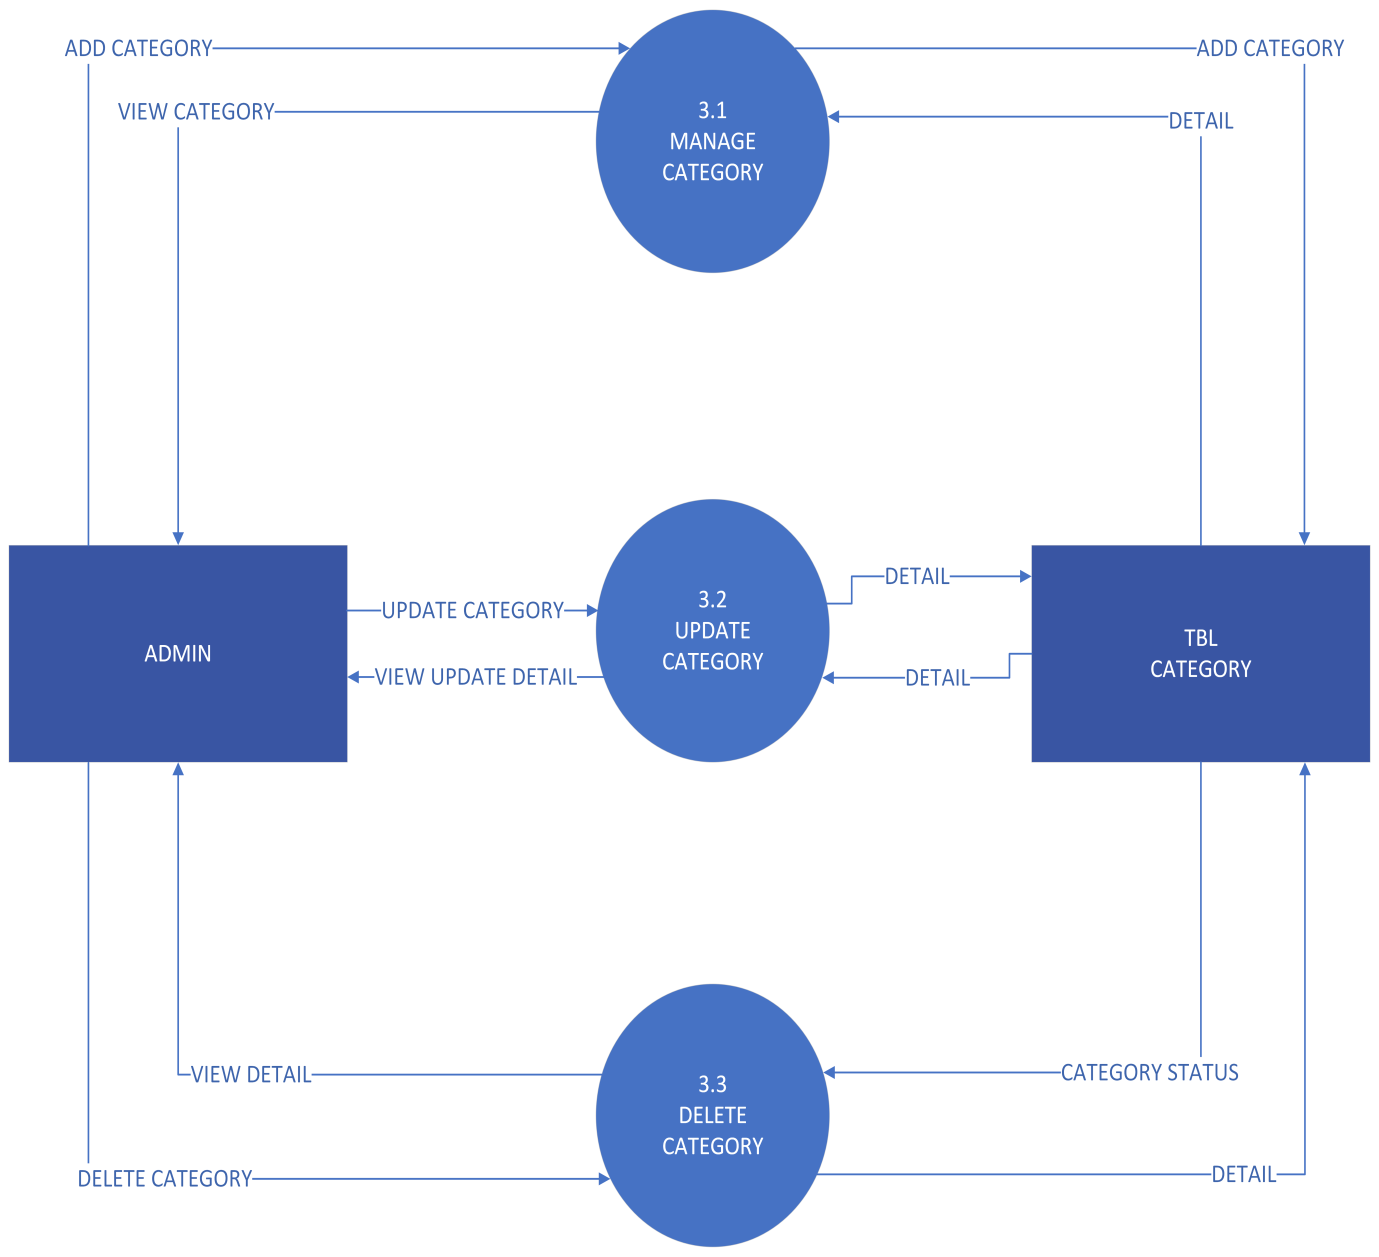 ADD CATEGORY
ADD CATEGORY
VIEW CATEGORY
3.1
MANAGE
CATEGORY
DETAIL
ADMIN
UPDATE CATEGORY
VIEW UPDATE DETAIL
3.2
UPDATE
CATEGORY
DETAIL
DETAIL
TBL
CATEGORY
VIEW DETAIL
3.3
DELETE
CATEGORY
CATEGORY STATUS
DELETE CATEGORY
DETAIL